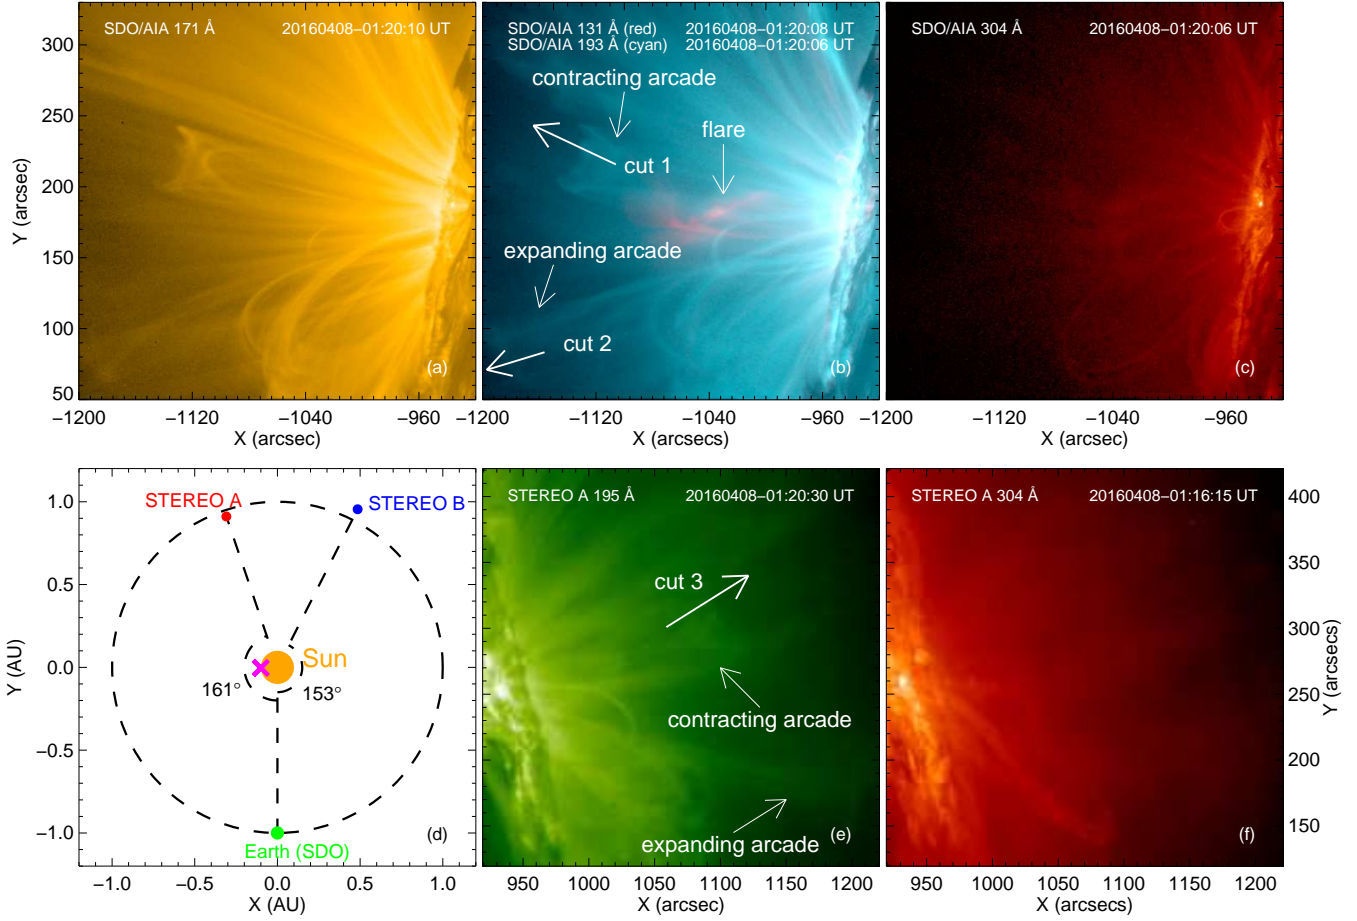 SDO/AIA 171 Å 20160408−01:20:10 UT
SDO/AIA 131 Å (red) 20160408−01:20:08 UT
SDO/AIA 193 Å (cyan) 20160408−01:20:06 UT
SDO/AIA 304 Å 20160408−01:20:06 UT
300
250
200
150
100
50
Y (arcsec)
contracting arcade
flare
cut 1
expanding arcade
cut 2
(a)
(b)
(c)
−1200 −1120 −1040 −960
−1200 −1120 −1040 −960
−1200 −1120 −1040 −960
X (arcsec)
X (arcsecs)
X (arcsec)
STEREO A
STEREO B
Sun
161°
153°
Earth (SDO)
(d)
1.0
0.5
0.0
−0.5
−1.0
Y (AU)
−1.0 −0.5 0.0 0.5 1.0
X (AU)
STEREO A 195 Å 20160408−01:20:30 UT
cut 3
contracting arcade
expanding arcade
(e)
950 1000 1050 1100 1150 1200
X (arcsec)
STEREO A 304 Å 20160408−01:16:15 UT
(f)
400
350
300
250
200
150
Y (arcsecs)
950 1000 1050 1100 1150 1200
X (arcsecs)